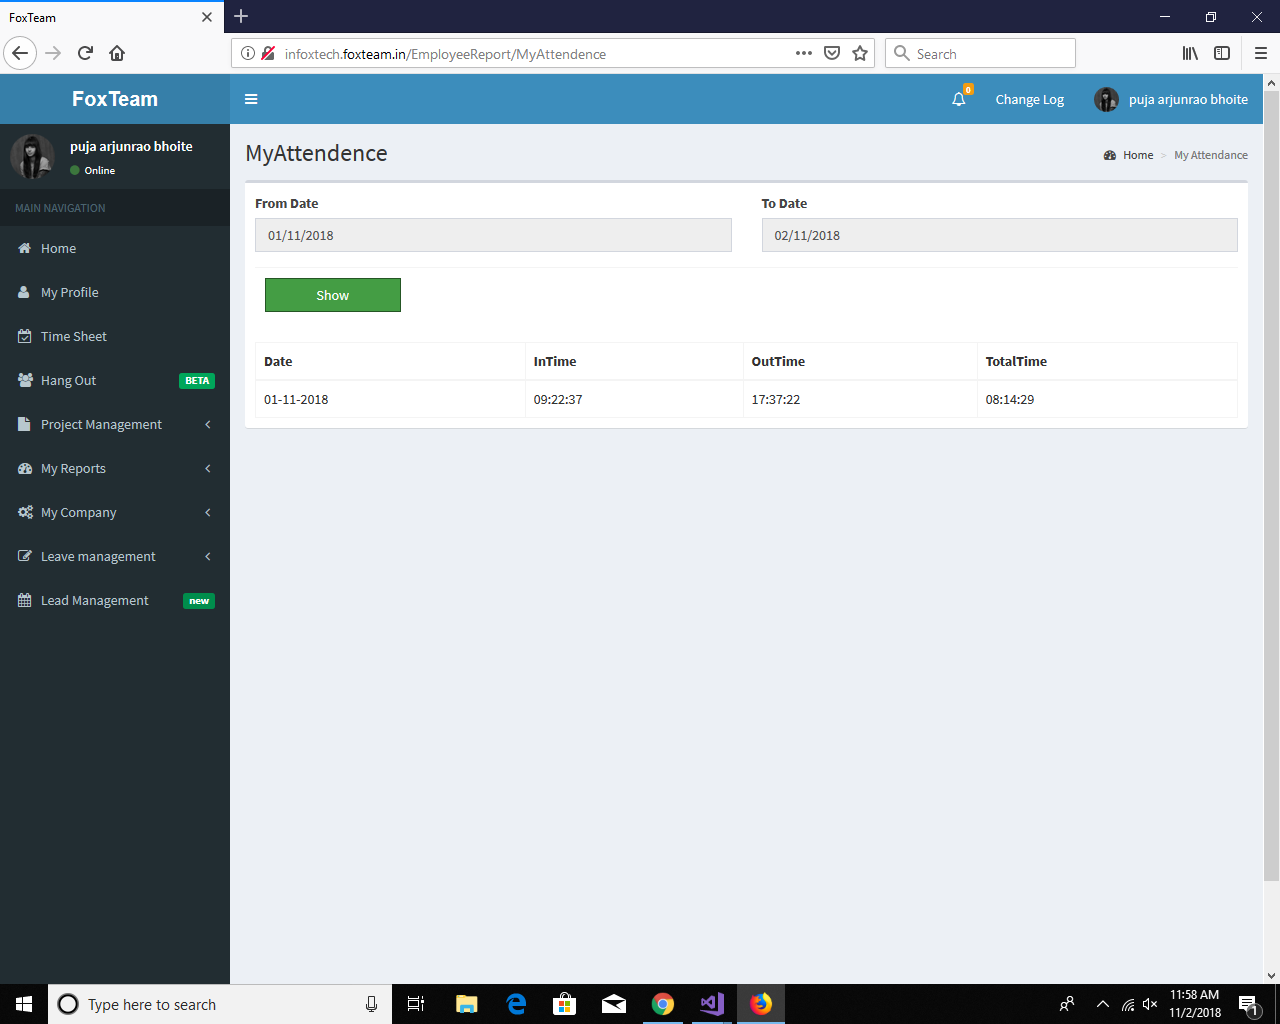 FoxTeam
infoxtech.foxteam.in/EmployeeReport/MyAttendence
Search
FoxTeam
0
Change Log
puja arjunrao bhoite
puja arjunrao bhoite
Online
MAIN NAVIGATION
Home
My Profile
Time Sheet
Hang Out BETA
Project Management
My Reports
My Company
Leave management
Lead Management new
MyAttendence
Home > My Attendance
From Date To Date
01/11/2018 02/11/2018
Show
Date InTime OutTime TotalTime
01-11-2018 09:22:37 17:37:22 08:14:29
Type here to search
11:58 AM
11/2/2018
1